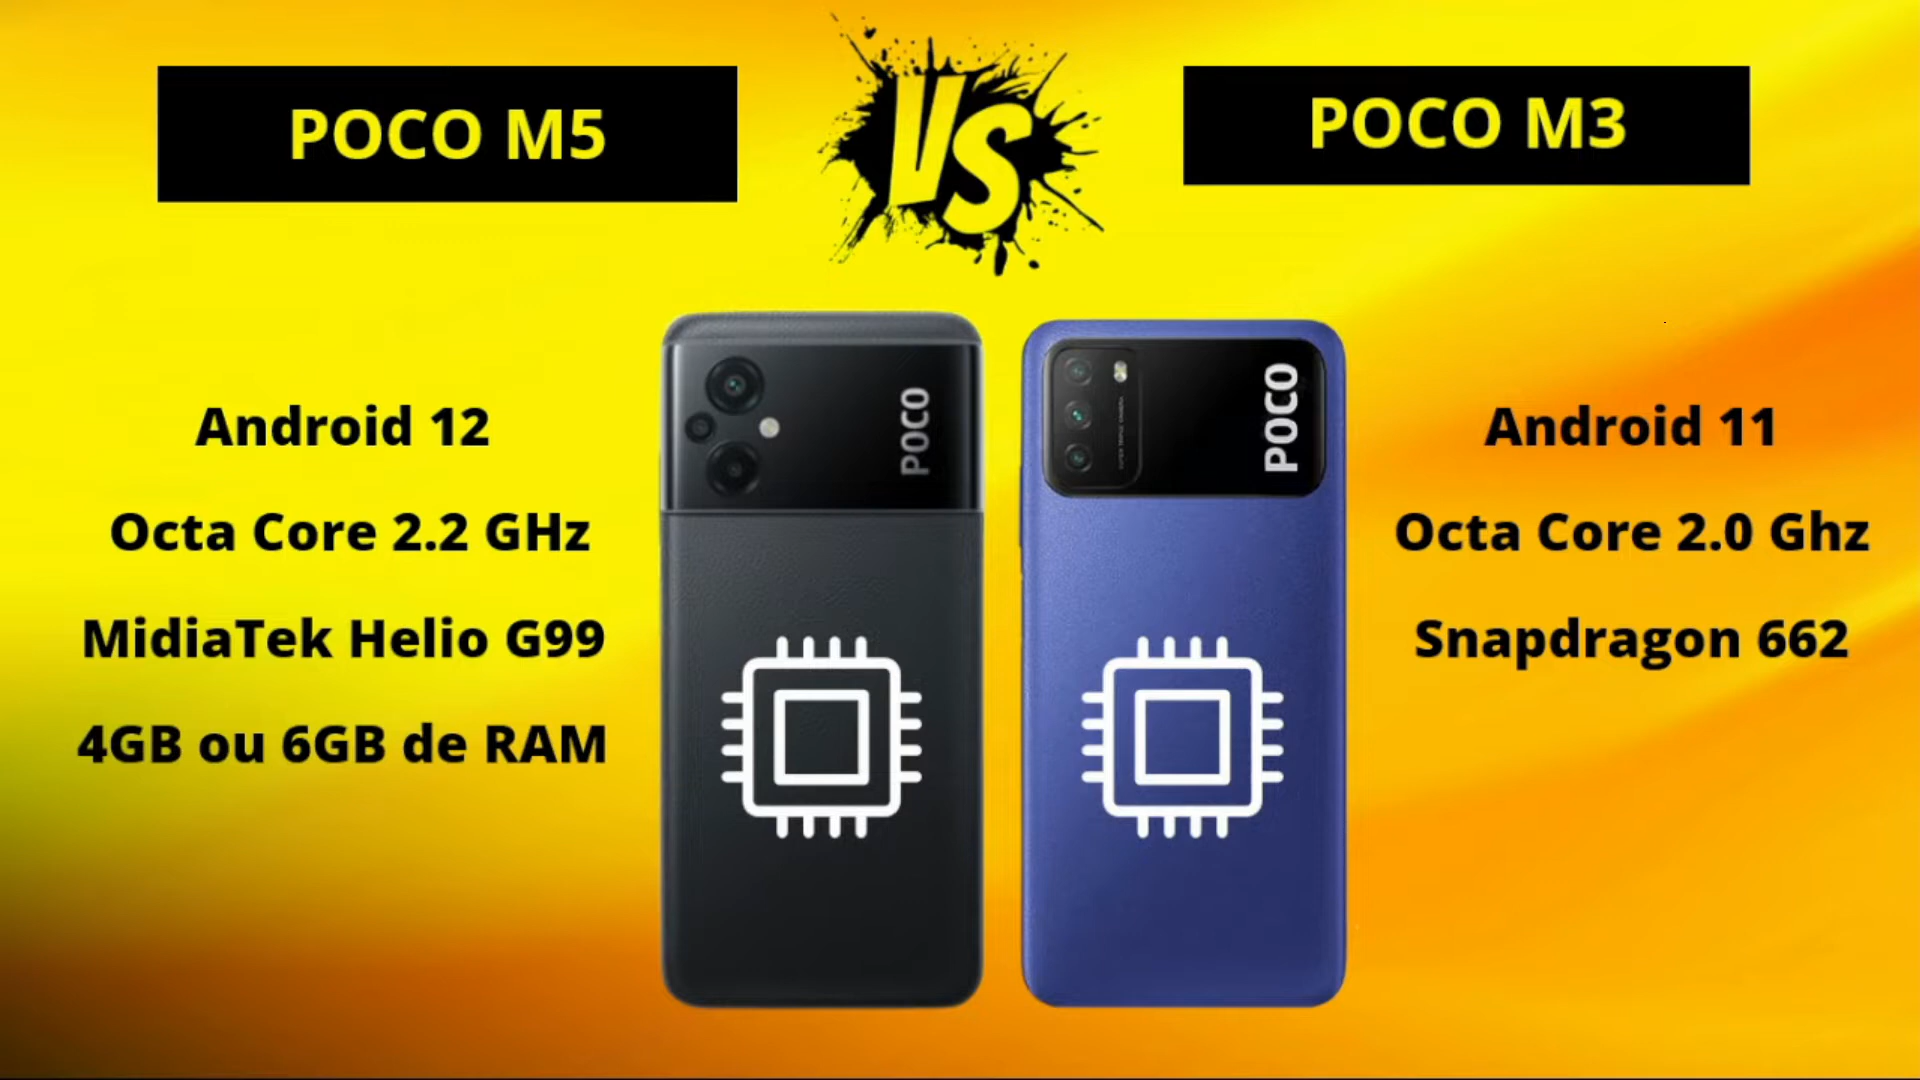 POCO M5
VS
POCO M3
POCO
POCO
Android 12
Octa Core 2.2 GHz
MidiaTek Helio G99
4GB ou 6GB de RAM
Android 11
Octa Core 2.0 Ghz
Snapdragon 662